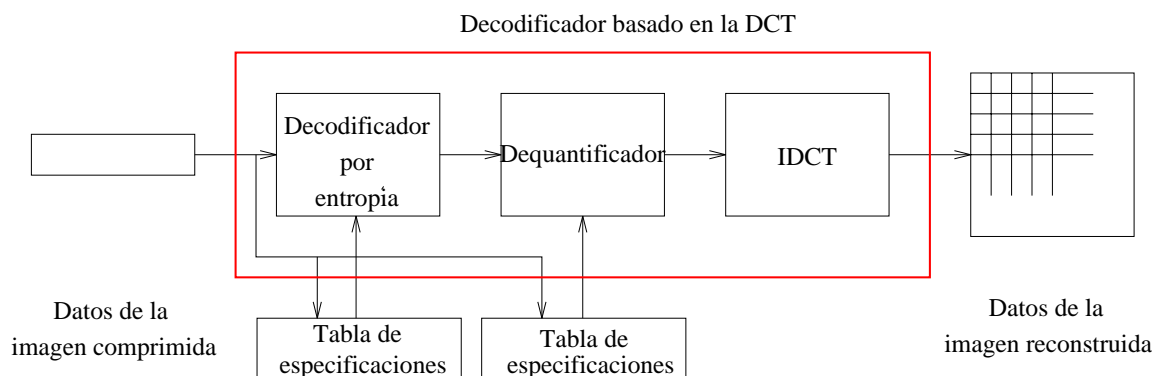 Decodificador basado en la DCT
Decodificador
por
entropía
Dequantificador
IDCT
Datos de la
imagen comprimida
Tabla de
especificaciones
Tabla de
especificaciones
Datos de la
imagen reconstruida